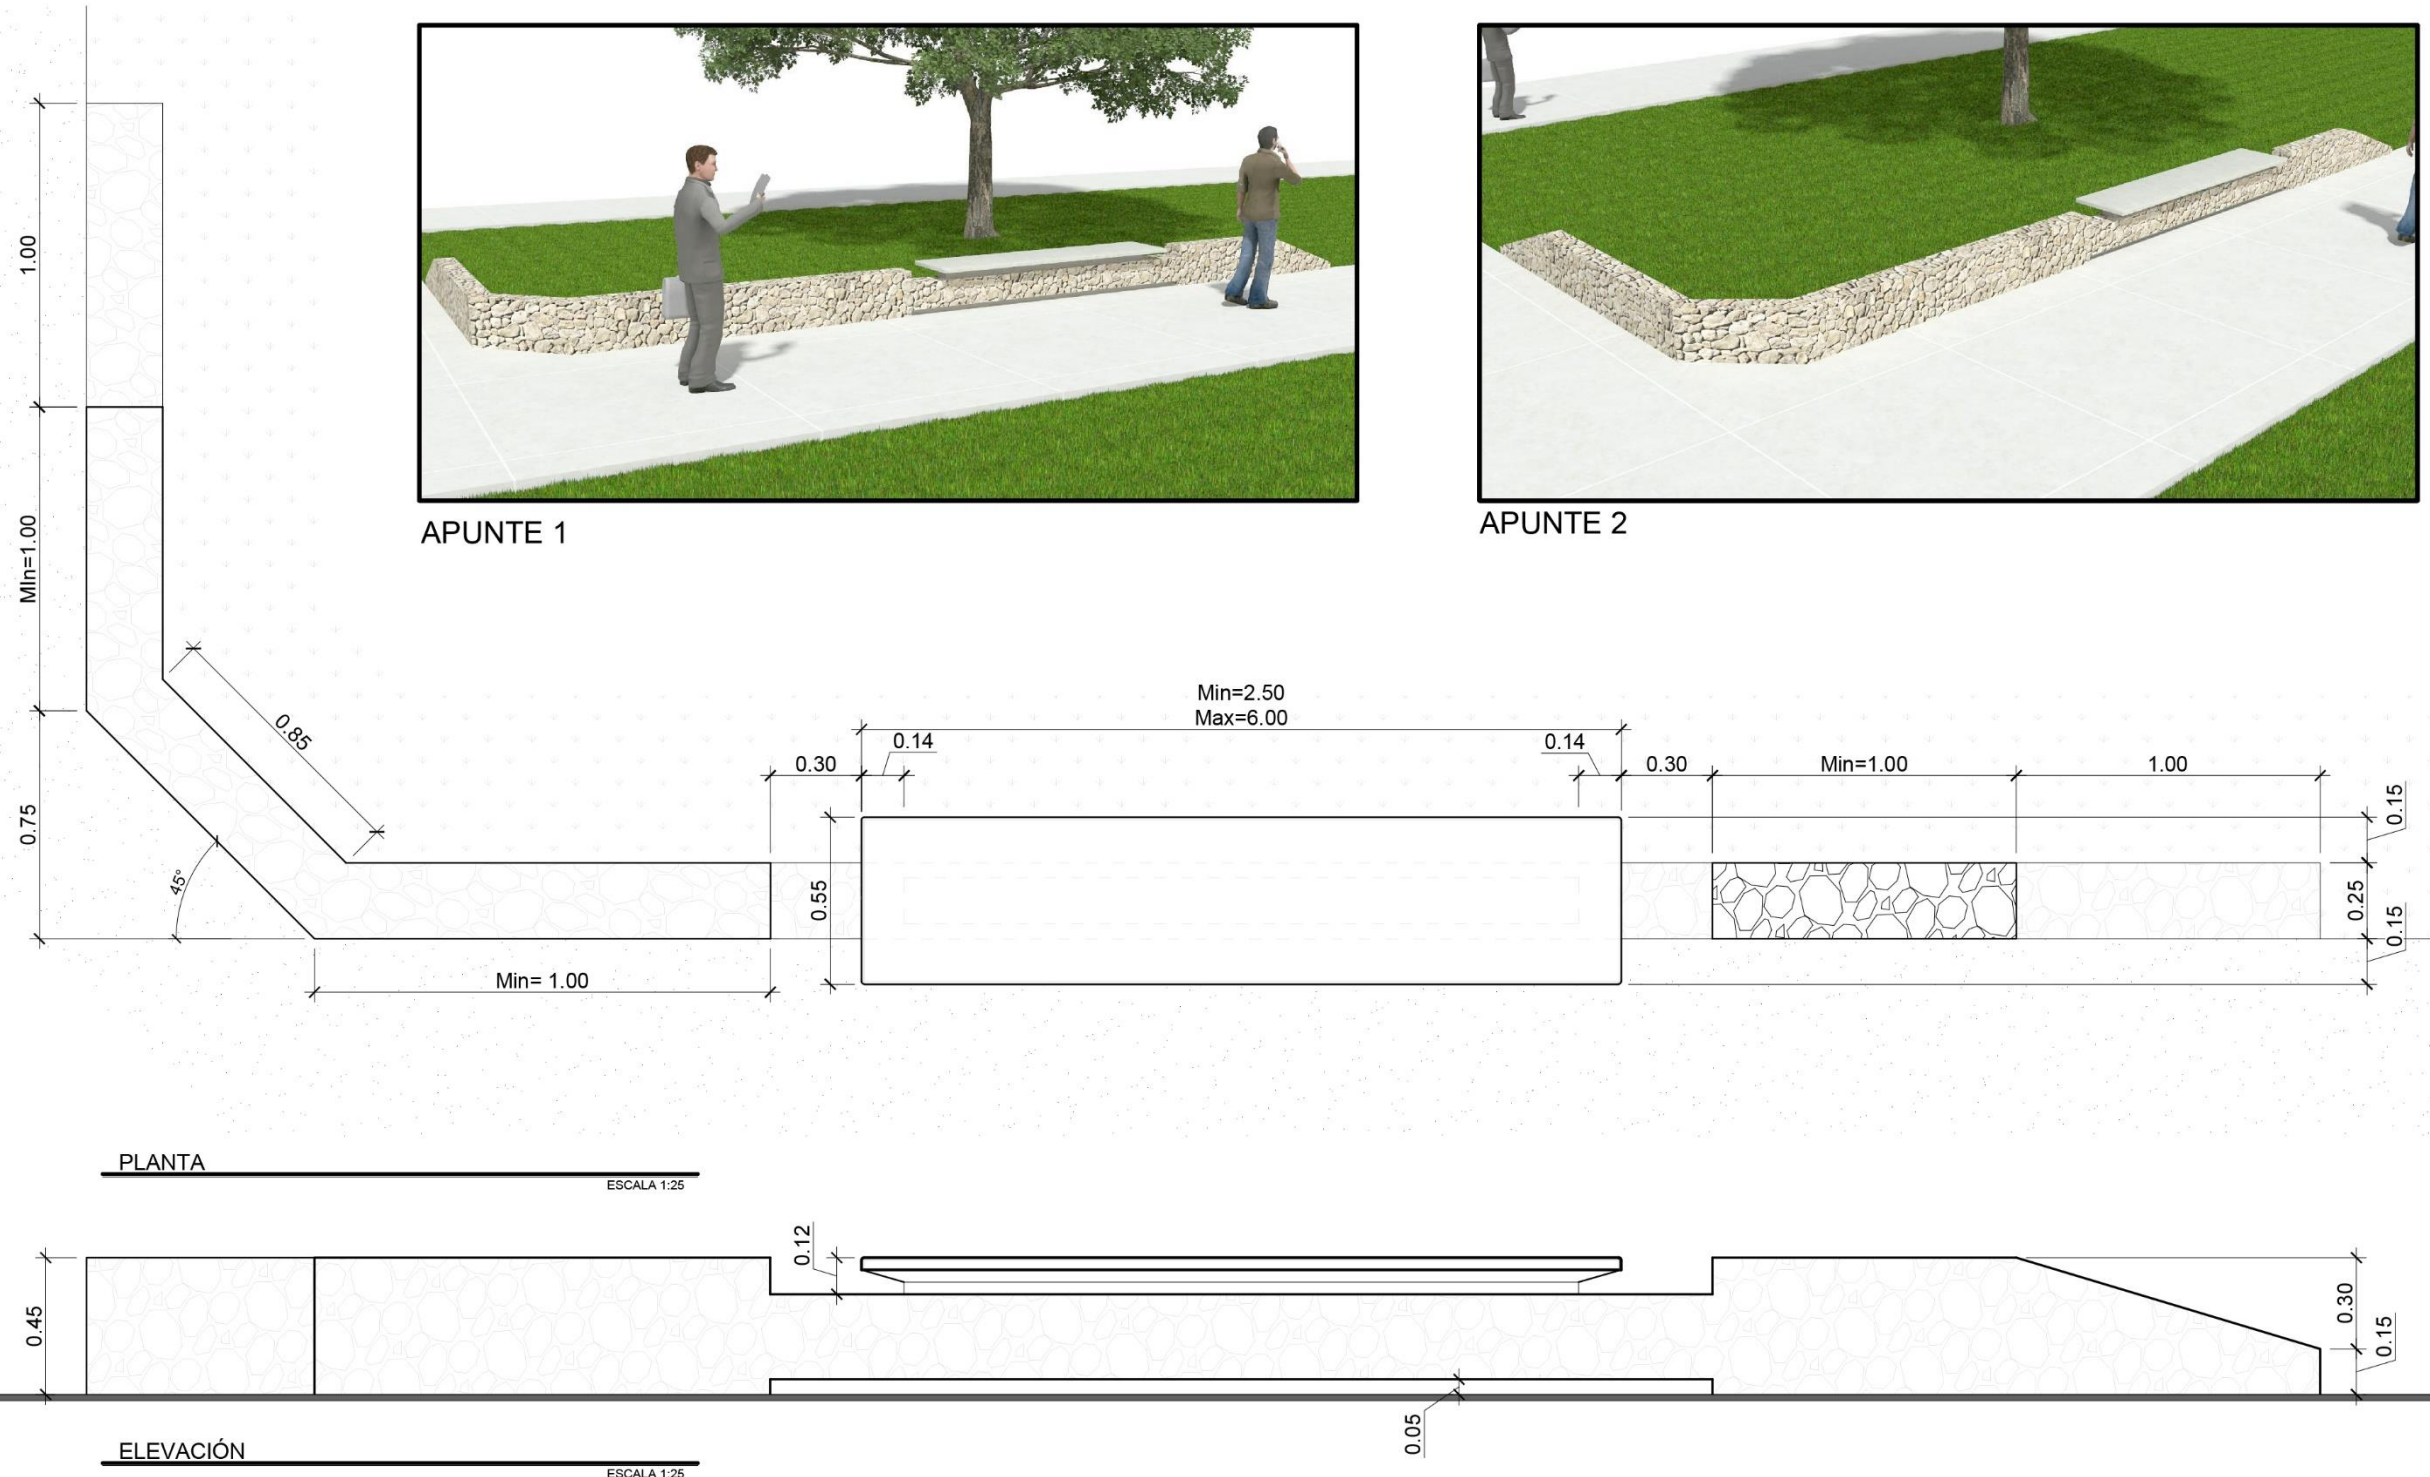 APUNTE 1
APUNTE 2
1.00
MIn=1.00
0.75
0.85
45°
Min= 1.00
0.30
0.14
Min=2.50
Max=6.00
0.14
0.30
Min=1.00
1.00
0.55
0.15
0.25
0.15
PLANTA
ESCALA 1:25
0.45
0.12
0.05
0.30
0.15
ELEVACIÓN
ESCALA 1:25